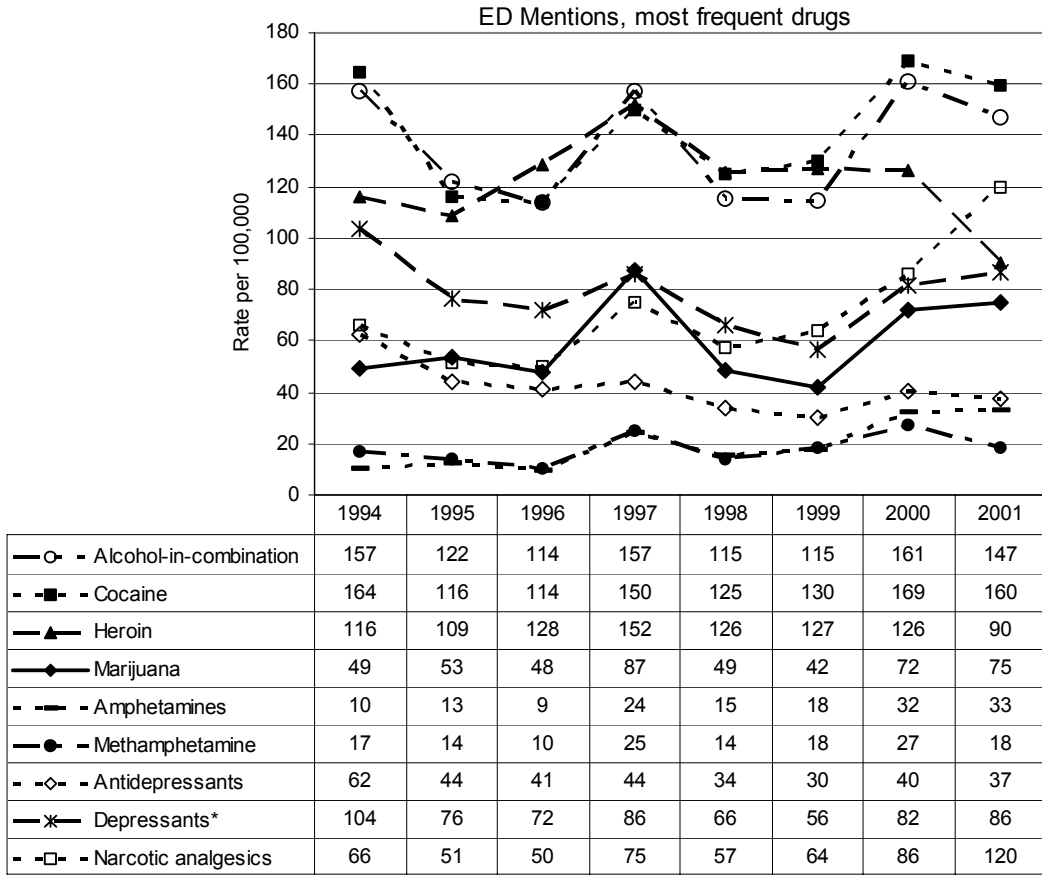 ED Mentions, most frequent drugs
180
160
140
120
100
80
60
40
20
0
Rate per 100,000
1994 1995 1996 1997 1998 1999 2000 2001
Alcohol-in-combination 157 122 114 157 115 115 161 147
Cocaine 164 116 114 150 125 130 169 160
Heroin 116 109 128 152 126 127 126 90
Marijuana 49 53 48 87 49 42 72 75
Amphetamines 10 13 9 24 15 18 32 33
Methamphetamine 17 14 10 25 14 18 27 18
Antidepressants 62 44 41 44 34 30 40 37
Depressants* 104 76 72 86 66 56 82 86
Narcotic analgesics 66 51 50 75 57 64 86 120